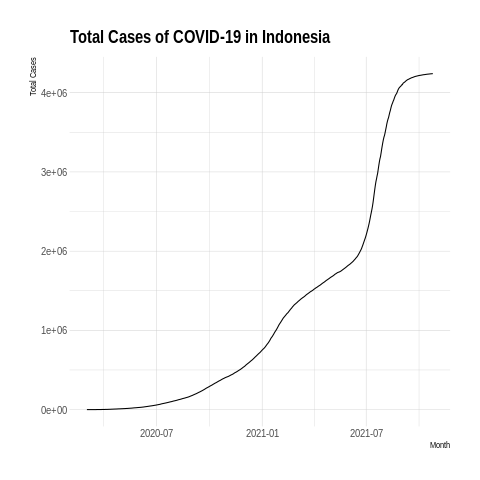 Total Cases of COVID-19 in Indonesia
Total Cases
4e+06
3e+06
2e+06
1e+06
0e+00
2020-07
2021-01
2021-07
Month